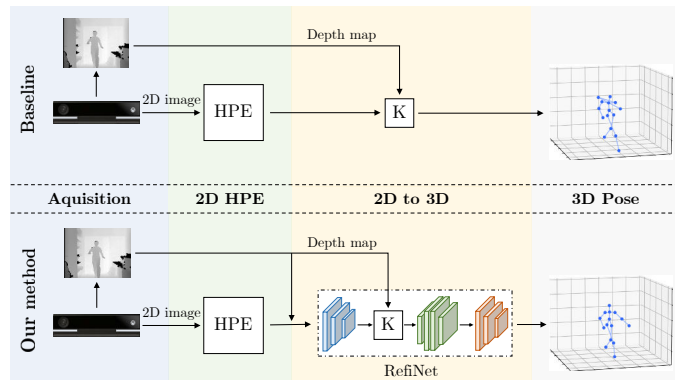 Baseline
Depth map
2D image
HPE
K
Aquisition
2D HPE
2D to 3D
3D Pose
Our method
Depth map
2D image
HPE
K
RefiNet